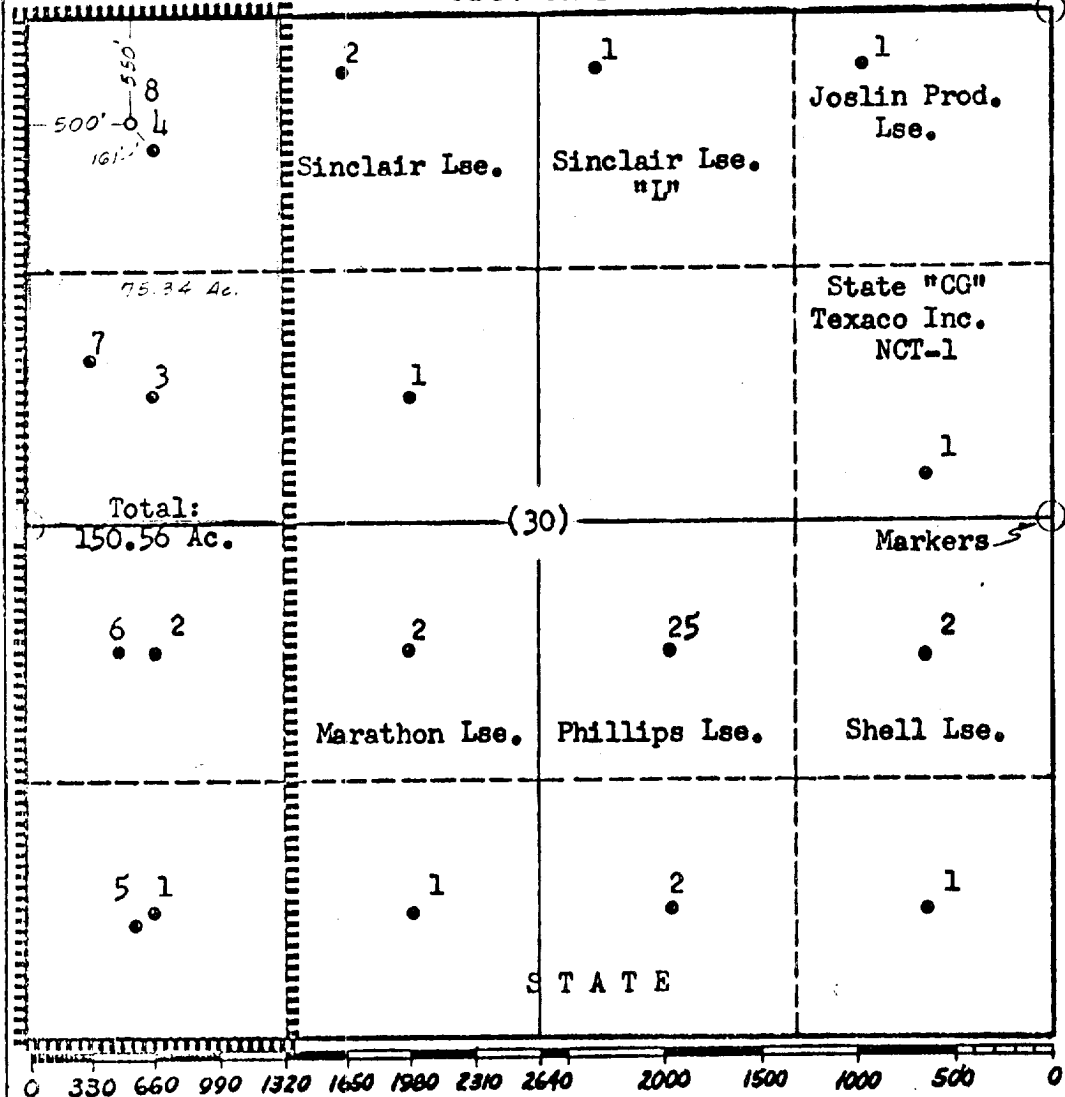 550'
2
1
1
Joslin Prod.
Lse.
8
500'
4
161'
Sinclair Lse.
Sinclair Lse.
"L"
75.34 Ac.
State "CG"
Texaco Inc.
NCT-1
7
3
1
1
Total:
150.56 Ac.
(30)
Markers
6
2
2
25
2
Marathon Lse.
Phillips Lse.
Shell Lse.
5
1
1
2
1
STATE
0 330 660 990 1320 1650 1980 2310 2640 2000 1500 1000 500 0